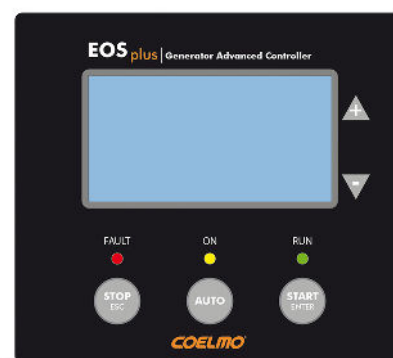 EOS plus | Generator Advanced Controller
+
-
FAULT ON RUN
STOP AUTO START
ESC ENTER
COELMO